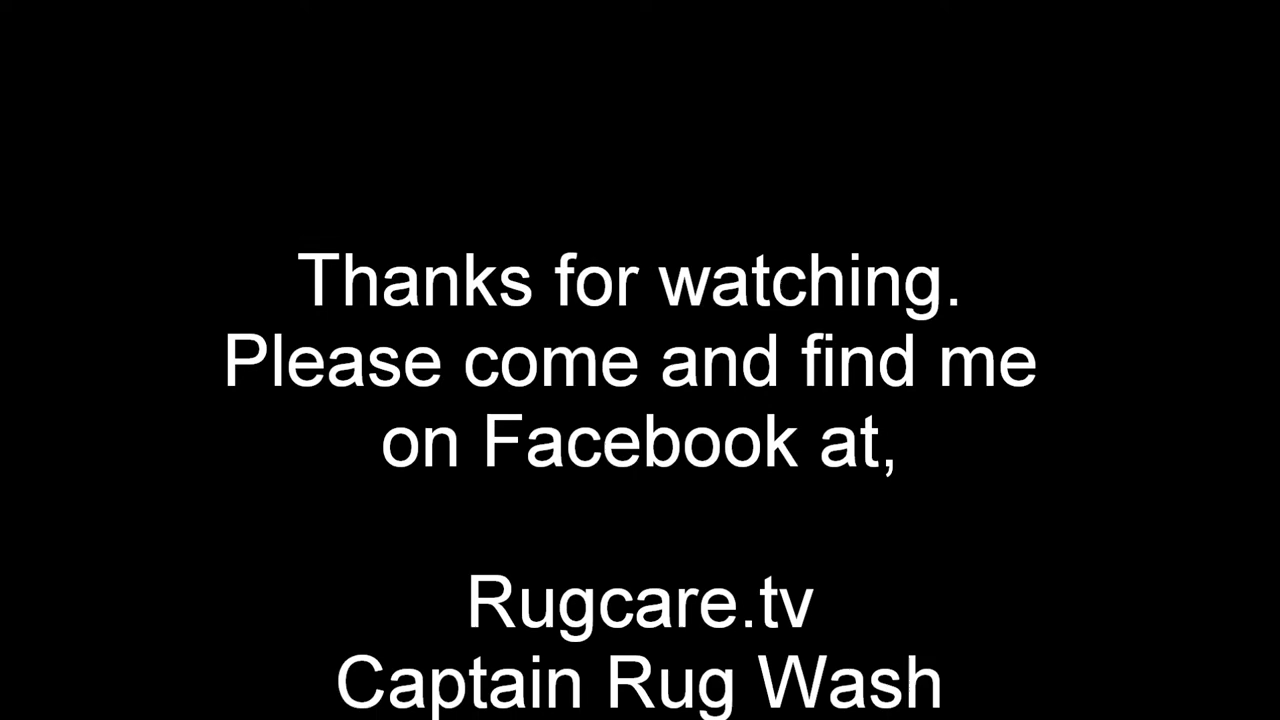 Thanks for watching.
Please come and find me
on Facebook at,
Rugcare.tv
Captain Rug Wash